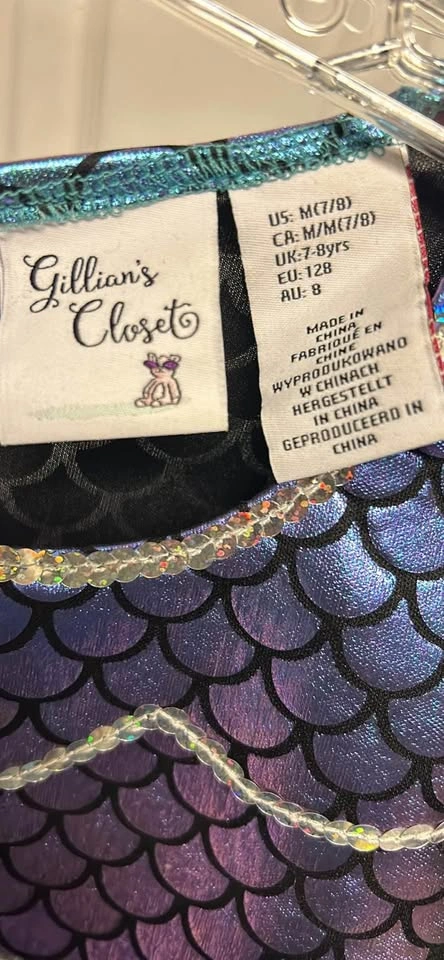 Gillian's
Closet
US: M(7/8)
CA: M/M(7/8)
UK:7-8yrs
EU: 128
AU: 8
MADE IN
CHINA
FABRIQUÉ EN
CHINE
WYPRODUKOWANO
W CHINACH
HERGESTELLT
IN CHINA
GEPRODUCEERD IN
CHINA